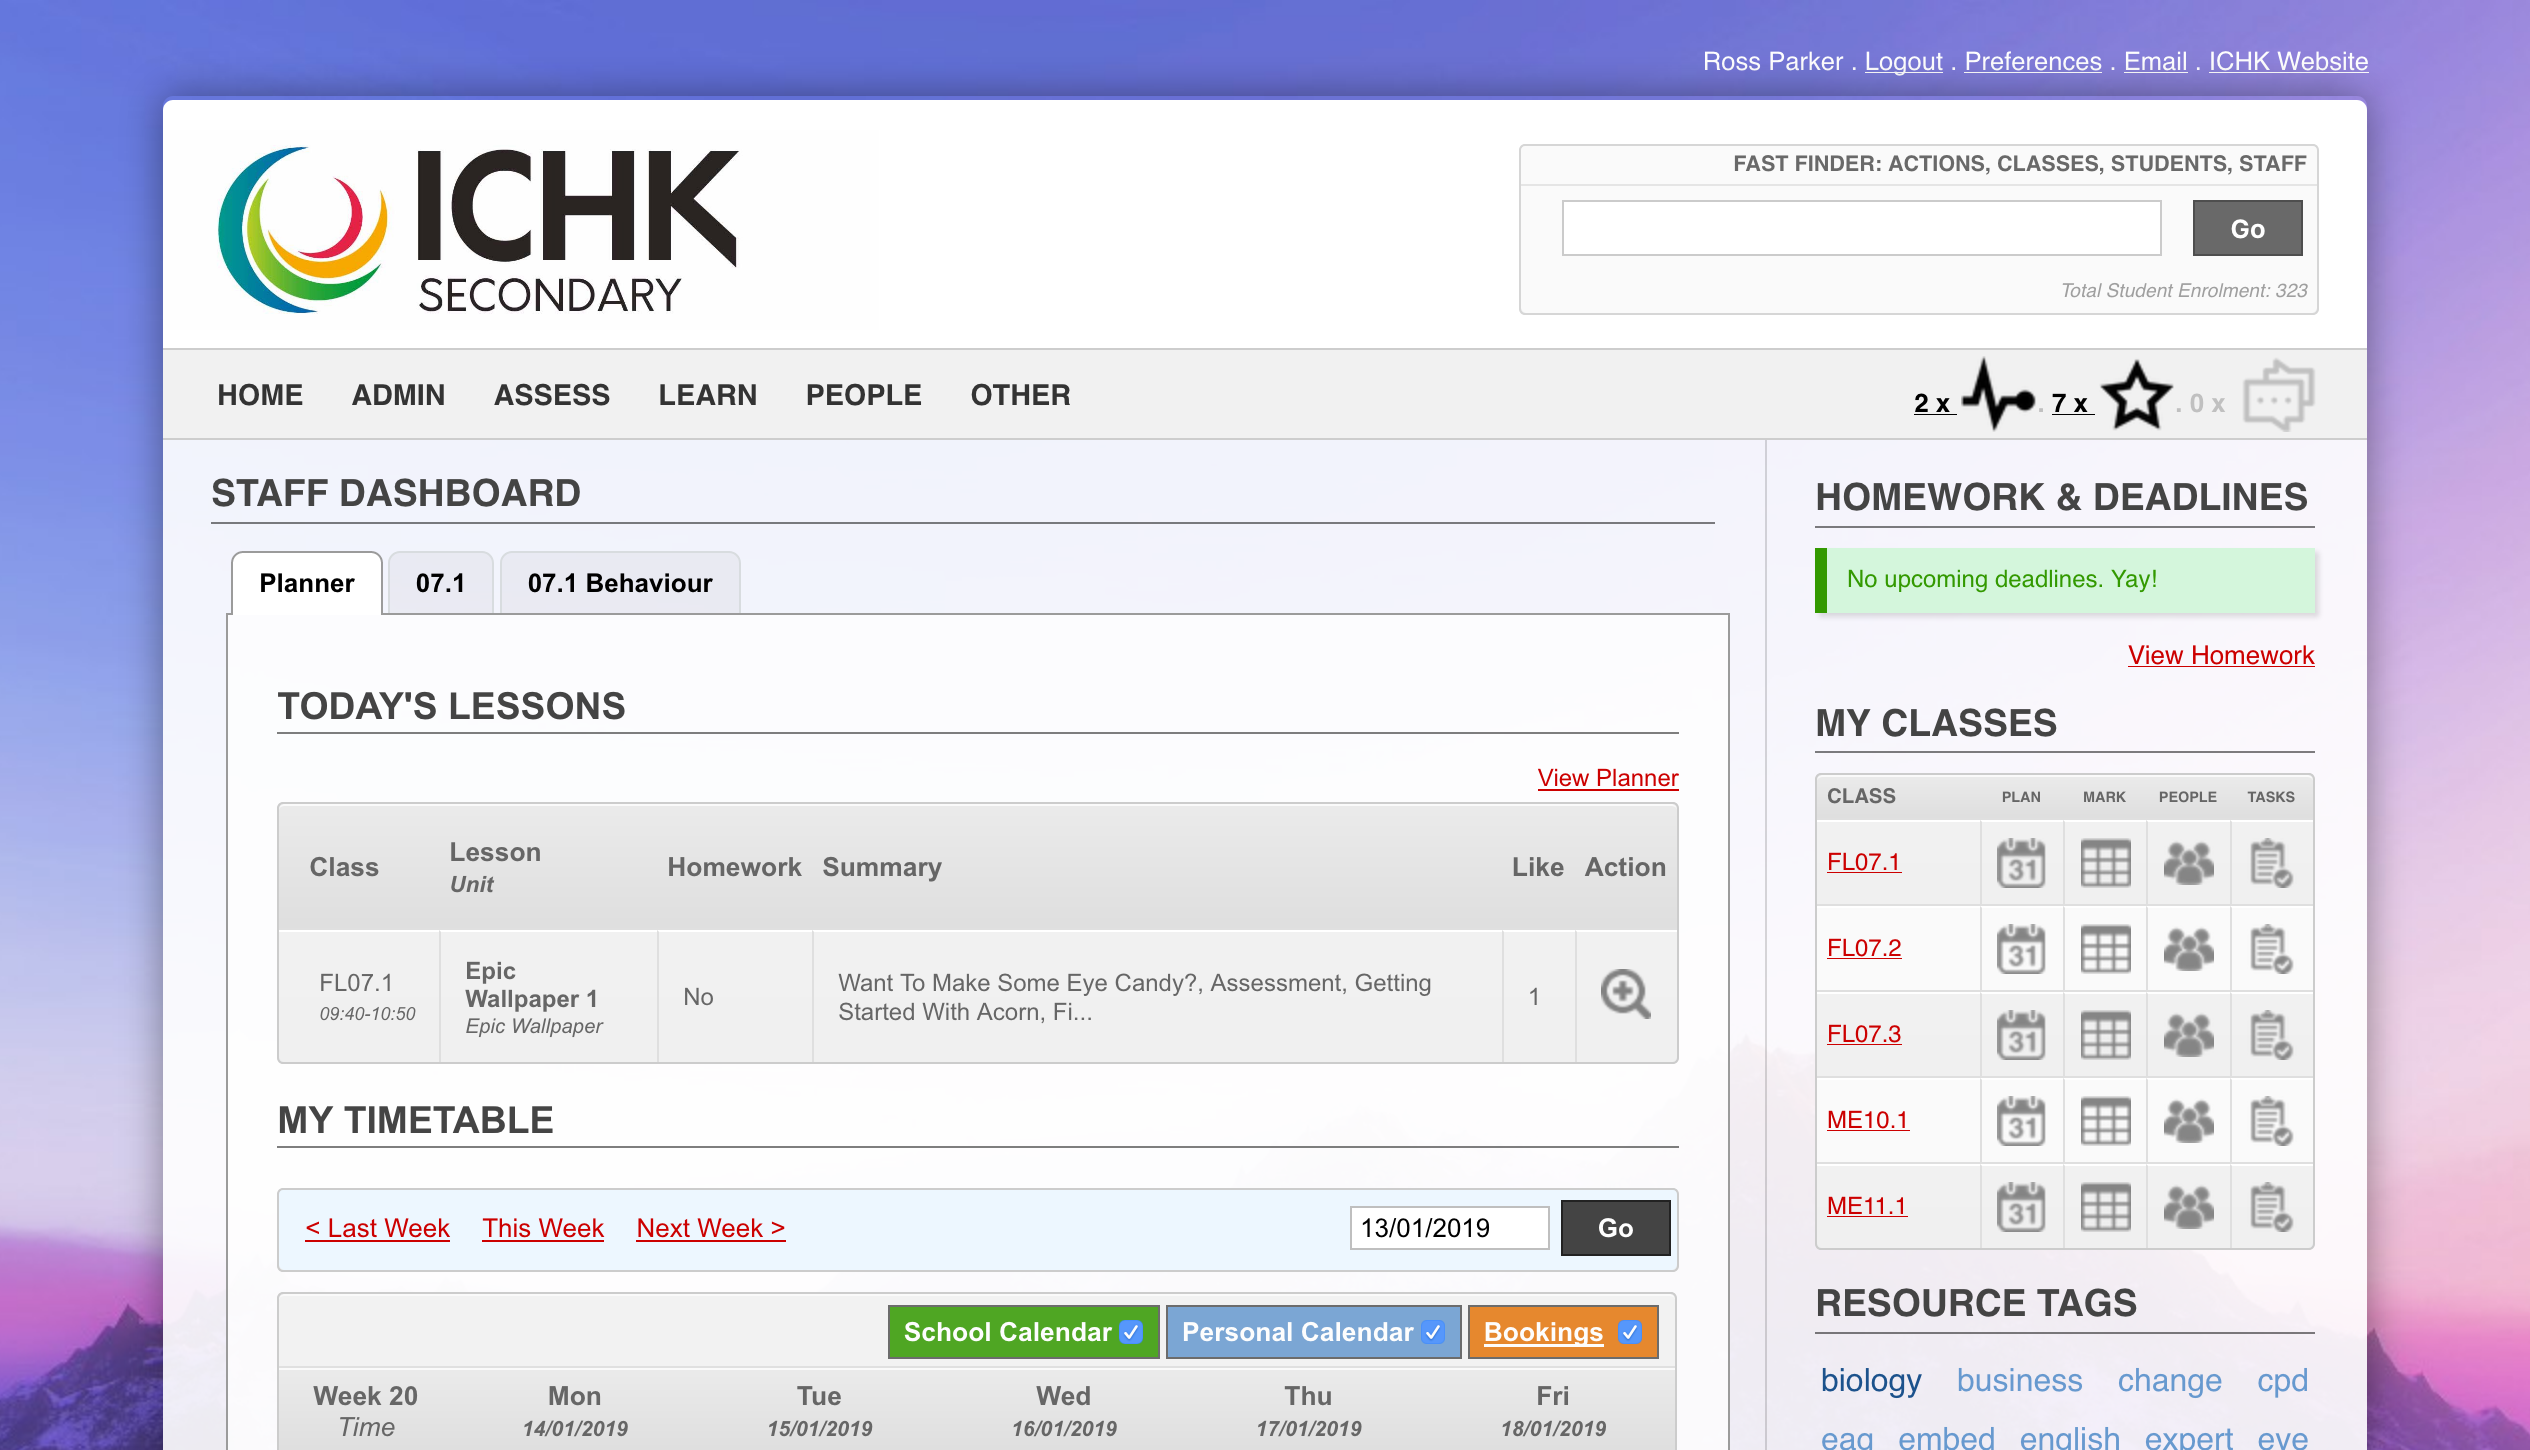 Ross Parker . Logout . Preferences . Email . ICHK Website
ICHK
SECONDARY
FAST FINDER: ACTIONS, CLASSES, STUDENTS, STAFF
Go
Total Student Enrolment: 323
HOME ADMIN ASSESS LEARN PEOPLE OTHER
2 x . 7 x . 0 x
STAFF DASHBOARD
Planner 07.1 07.1 Behaviour
TODAY'S LESSONS
View Planner
Class Lesson Homework Summary Like Action
Unit
FL07.1
09:40-10:50
Epic
Wallpaper 1
Epic Wallpaper
No
Want To Make Some Eye Candy?, Assessment, Getting
Started With Acorn, Fi...
1
MY TIMETABLE
< Last Week This Week Next Week > 13/01/2019 Go
School Calendar Personal Calendar Bookings
Week 20 Mon Tue Wed Thu Fri
Time 14/01/2019 15/01/2019 16/01/2019 17/01/2019 18/01/2019
HOMEWORK & DEADLINES
No upcoming deadlines. Yay!
View Homework
MY CLASSES
CLASS PLAN MARK PEOPLE TASKS
FL07.1 31
FL07.2 31
FL07.3 31
ME10.1 31
ME11.1 31
RESOURCE TAGS
biology business change cpd
eag embed english expert eye